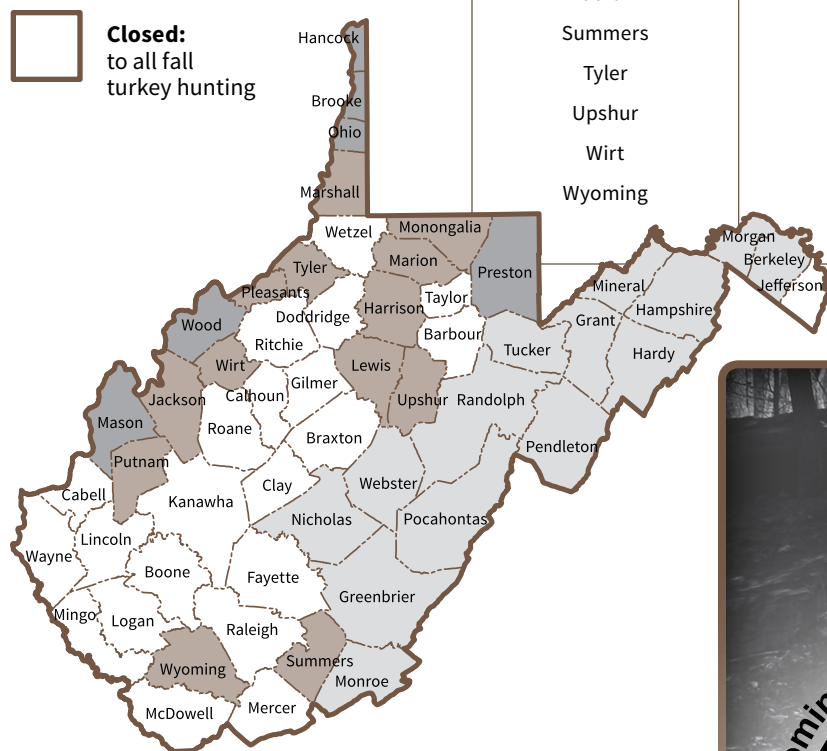 Closed:
to all fall
turkey hunting
Summers
Tyler
Upshur
Wirt
Wyoming
Hancock
Brooke
Ohio
Marshall
Wetzel
Monongalia
Marion
Preston
Tyler
Pleasants
Doddridge
Harrison
Taylor
Barbour
Wood
Ritchie
Wirt
Lewis
Gilmer
Calhoun
Upshur
Randolph
Tucker
Morgan
Berkeley
Jefferson
Mineral
Hampshire
Grant
Hardy
Pendleton
Jackson
Mason
Roane
Braxton
Putnam
Webster
Cabell
Kanawha
Clay
Nicholas
Pocahontas
Lincoln
Wayne
Boone
Fayette
Greenbrier
Mingo
Logan
Raleigh
Wyoming
Summers
Monroe
McDowell
Mercer